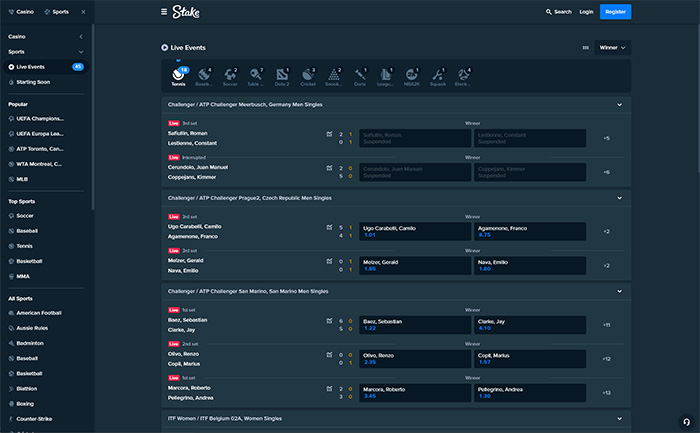 Casino Sports
Stake
Search Login Register
Casino
Sports
Live Events 45
Starting Soon
Popular
UEFA Champions...
UEFA Europa Lea...
ATP Toronto, Can...
WTA Montreal, C...
MLB
Top Sports
Soccer
Baseball
Tennis
Basketball
MMA
All Sports
American Football
Aussie Rules
Badminton
Baseball
Basketball
Biathlon
Boxing
Counter-Strike
Live Events
Winner
18 4 2 7 2 3 4 1 1 1 1 1
Tennis Baseb... Soccer Table ... Dota 2 Cricket Snook... Darts Leagu... NBA2K Squash Electr...
Challenger / ATP Challenger Meerbusch, Germany Men Singles
Live 3rd set Winner
Safiullin, Roman 2 1
Lestienne, Constant 0 1
Safiullin, Roman Suspended
Lestienne, Constant Suspended
+5
Live Interrupted
Cerundolo, Juan Manuel 2 0
Coppejans, Kimmer 5 0
Cerundolo, Juan Manuel Suspended
Coppejans, Kimmer Suspended
+6
Challenger / ATP Challenger Prague2, Czech Republic Men Singles
Live 3rd set Winner
Ugo Carabelli, Camilo 5 1
Agamenone, Franco 4 1
Ugo Carabelli, Camilo 1.01
Agamenone, Franco 8.75
+2
Live 3rd set
Melzer, Gerald 0 1
Nava, Emilio 0 1
Melzer, Gerald 1.85
Nava, Emilio 1.80
+2
Challenger / ATP Challenger San Marino, San Marino Men Singles
Live 1st set Winner
Baez, Sebastian 6 0
Clarke, Jay 5 0
Baez, Sebastian 1.22
Clarke, Jay 4.10
+11
Live 2nd set
Olivo, Renzo 0 0
Copil, Marius 0 1
Olivo, Renzo 2.35
Copil, Marius 1.57
+12
Live 1st set
Marcora, Roberto 2 0
Pellegrino, Andrea 3 0
Marcora, Roberto 3.45
Pellegrino, Andrea 1.30
+13
ITF Women / ITF Belgium 02A, Women Singles